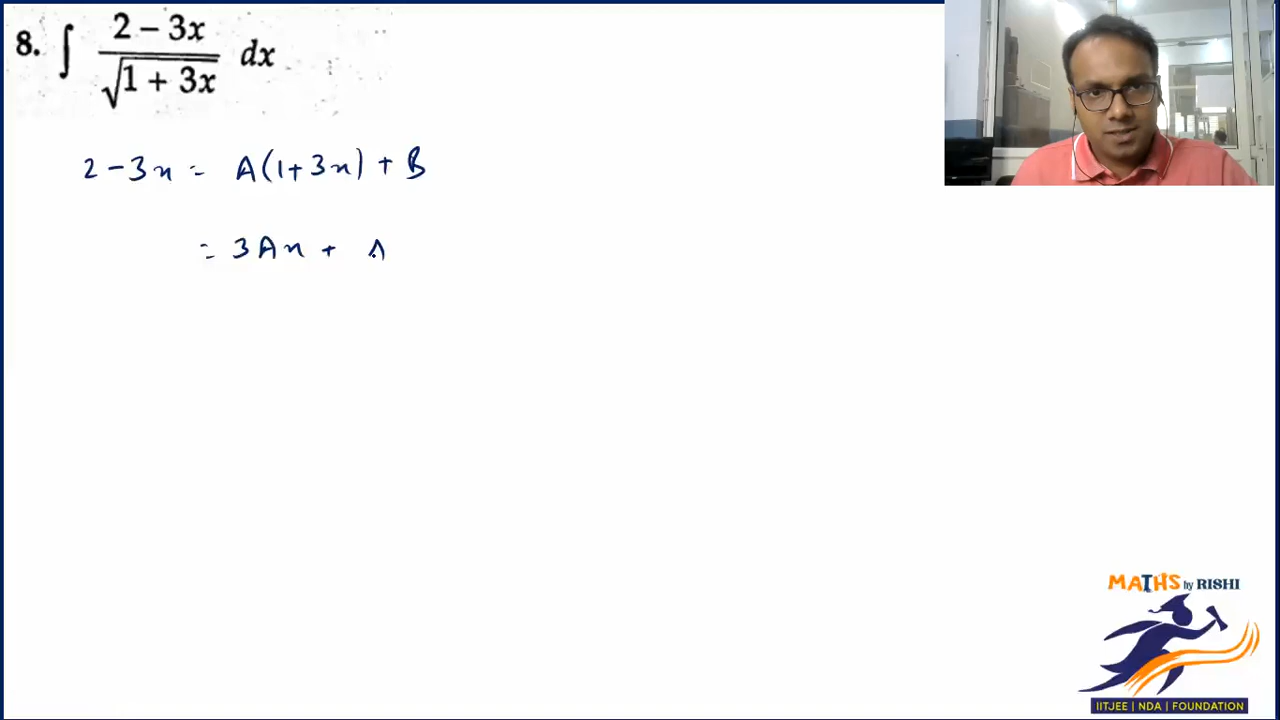 8. ∫ (2 − 3x)/√(1 + 3x) dx
2 − 3x = A(1+3x) + B
= 3Ax + A
MATHS by RISHI
IITJEE | NDA | FOUNDATION